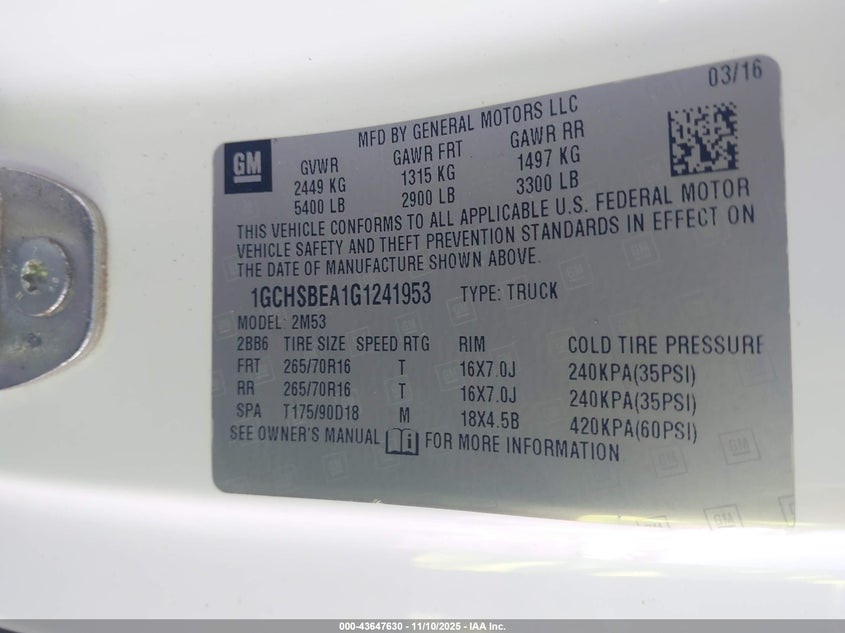 03/16
MFD BY GENERAL MOTORS LLC
GM
GVWR GAWR FRT GAWR RR
2449 KG 1315 KG 1497 KG
5400 LB 2900 LB 3300 LB
THIS VEHICLE CONFORMS TO ALL APPLICABLE U.S. FEDERAL MOTOR
VEHICLE SAFETY AND THEFT PREVENTION STANDARDS IN EFFECT ON
THE DATE OF MANUFACTURE SHOWN ABOVE.
1GCHSBEA1G1241953 TYPE: TRUCK
MODEL: 2M53
2BB6 TIRE SIZE SPEED RTG RIM COLD TIRE PRESSURE
FRT 265/70R16 T 16X7.0J 240KPA(35PSI)
RR 265/70R16 T 16X7.0J 240KPA(35PSI)
SPA T175/90D18 M 18X4.5B 420KPA(60PSI)
SEE OWNER'S MANUAL i FOR MORE INFORMATION
000-43647630 - 11/10/2025 - IAA Inc.